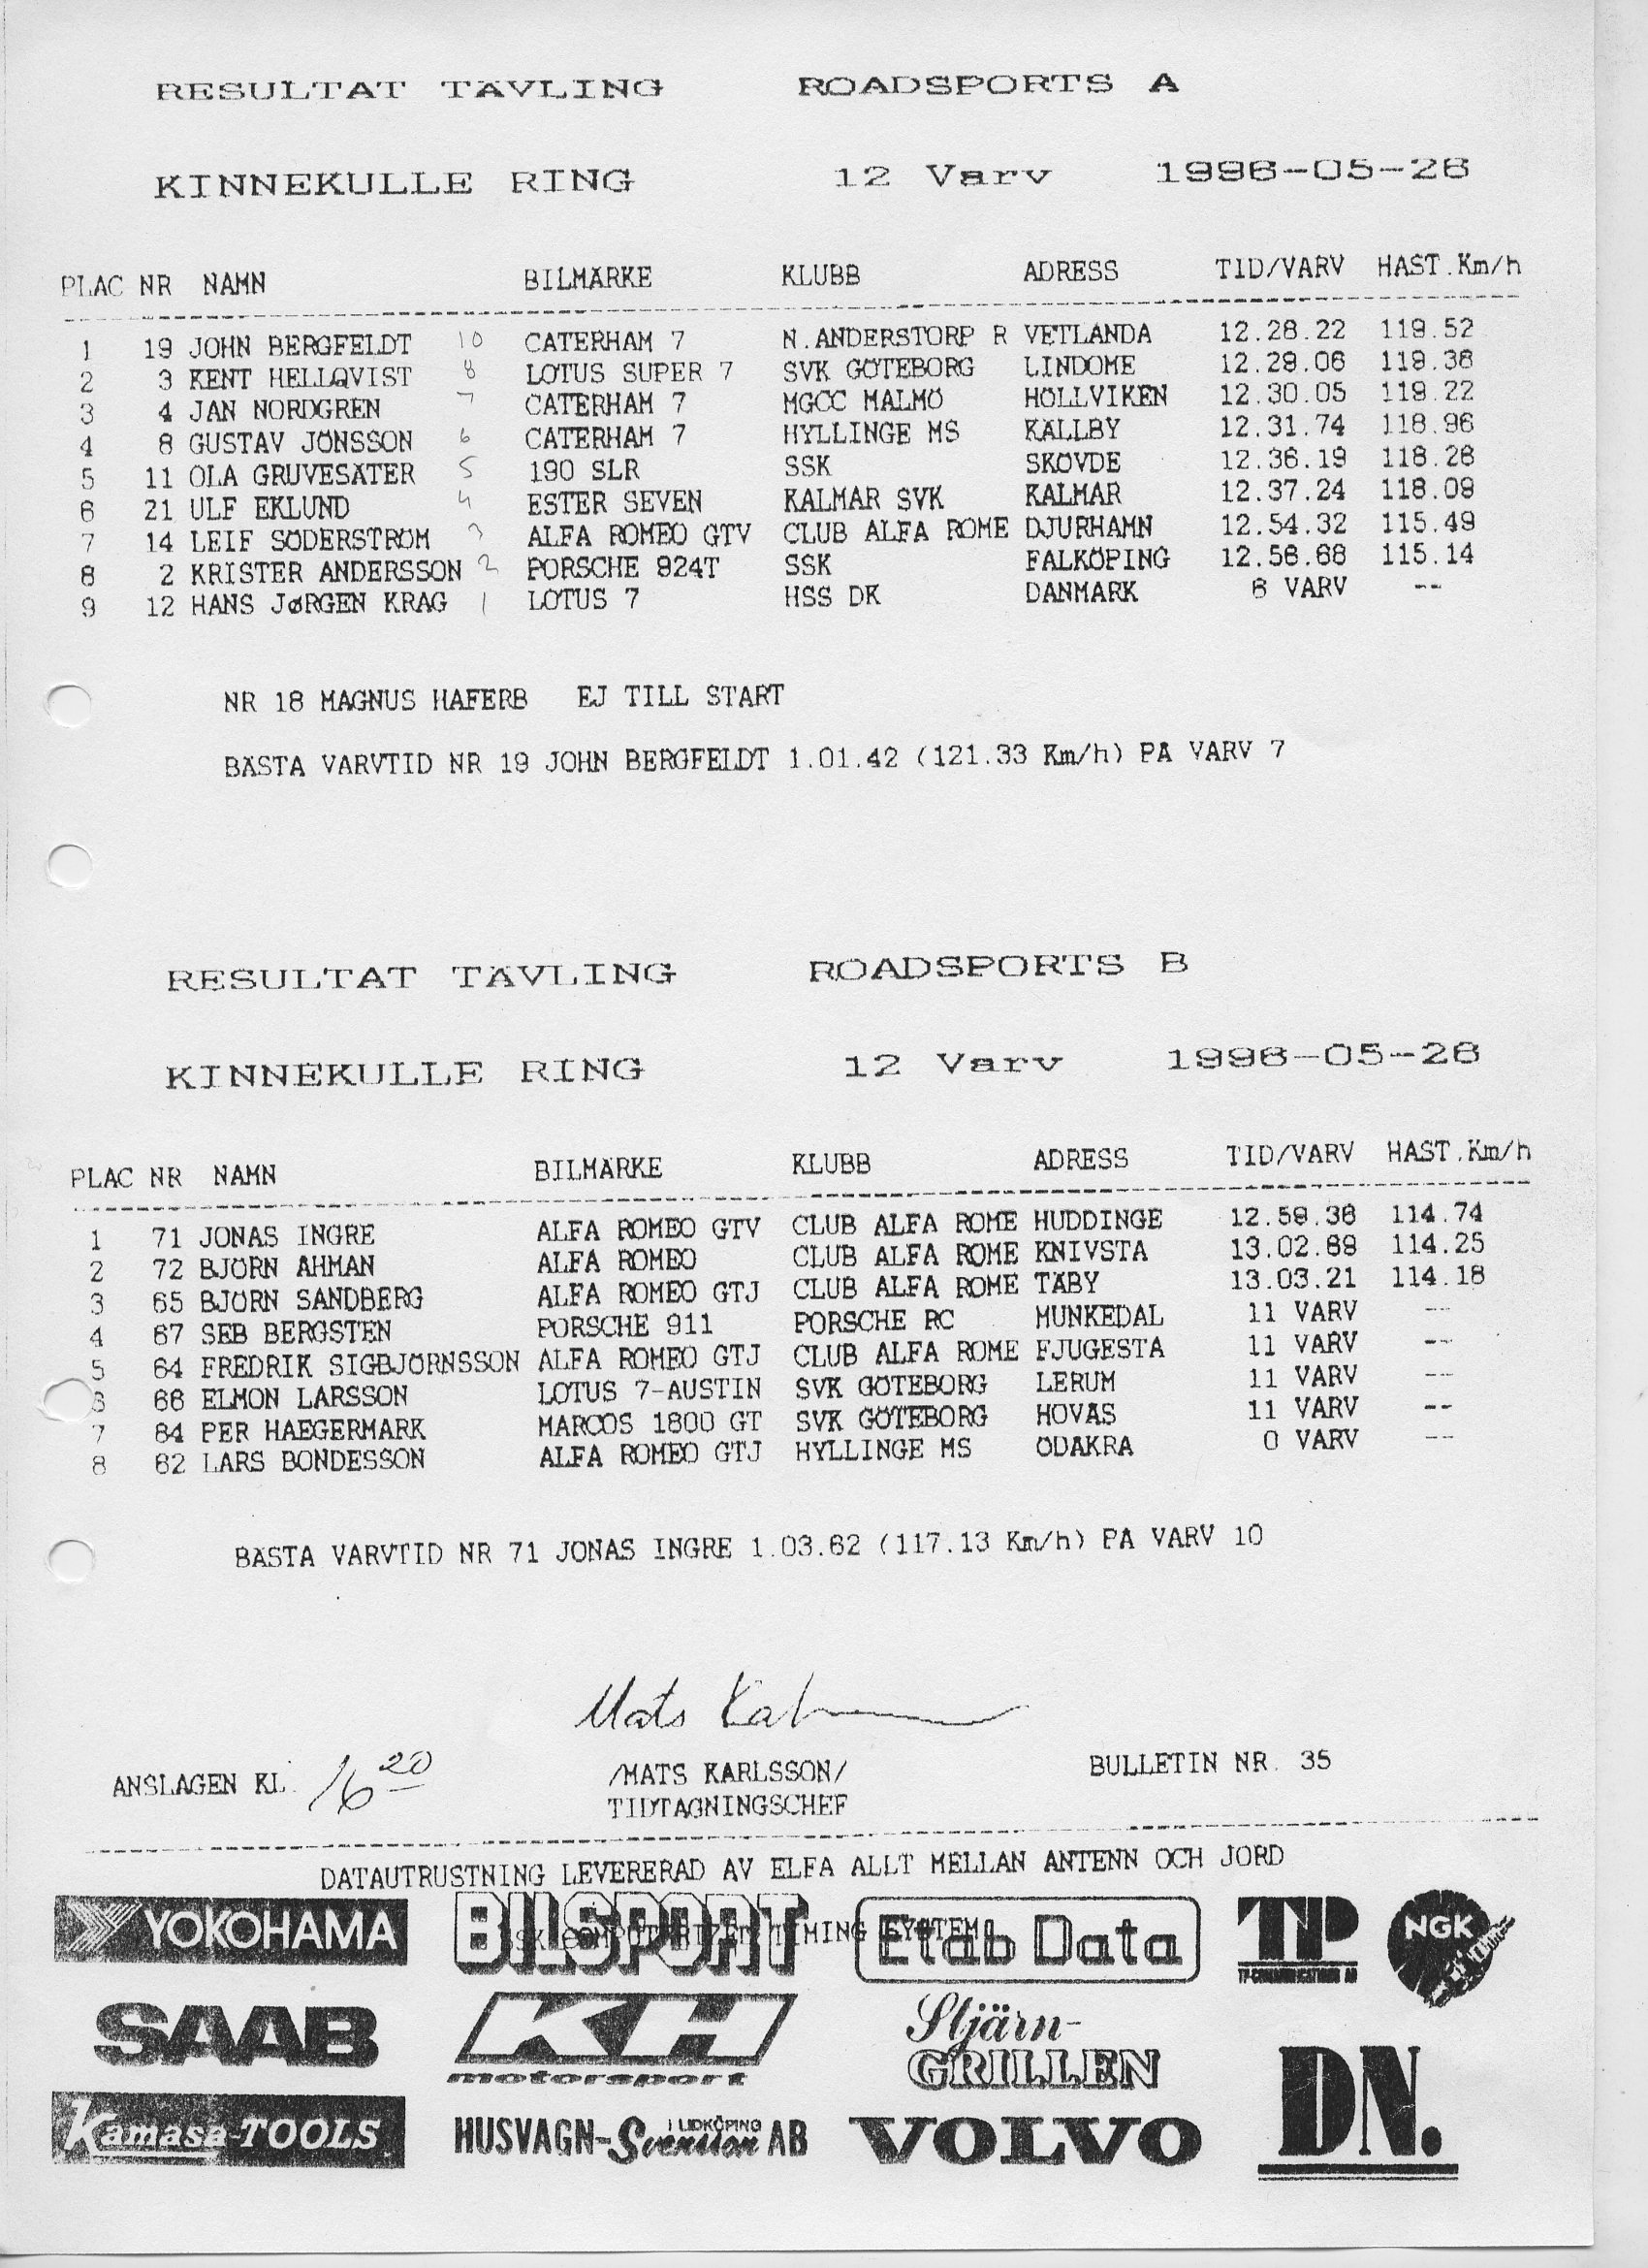 RESULTAT TÄVLING ROADSPORTS A
KINNEKULLE RING 12 Varv 1996-05-26
PLAC NR NAMN BILMÄRKE KLUBB ADRESS TID/VARV HAST.Km/h
1 19 JOHN BERGFELDT 10 CATERHAM 7 N.ANDERSTORP R VETLANDA 12.28.22 119.52
2 3 KENT HELLQVIST 8 LOTUS SUPER 7 SVK GÖTEBORG LINDOME 12.29.06 119.38
3 4 JAN NORDGREN 7 CATERHAM 7 MGCC MALMÖ HÖLLVIKEN 12.30.05 119.22
4 8 GUSTAV JÖNSSON 6 CATERHAM 7 HYLLINGE MS KÄLLBY 12.31.74 118.96
5 11 OLA GRUVESÄTER 5 190 SLR SSK SKÖVDE 12.36.19 118.26
6 21 ULF EKLUND 4 ESTER SEVEN KALMAR SVK KALMAR 12.37.24 118.09
7 14 LEIF SÖDERSTRÖM 3 ALFA ROMEO GTV CLUB ALFA ROME DJURHAMN 12.54.32 115.49
8 2 KRISTER ANDERSSON 2 PORSCHE 924T SSK FALKÖPING 12.56.68 115.14
9 12 HANS JØRGEN KRAG 1 LOTUS 7 HSS DK DANMARK 6 VARV --
NR 18 MAGNUS HAFERB EJ TILL START
BÄSTA VARVTID NR 19 JOHN BERGFELDT 1.01.42 (121.33 Km/h) PÅ VARV 7
RESULTAT TÄVLING ROADSPORTS B
KINNEKULLE RING 12 Varv 1996-05-26
PLAC NR NAMN BILMÄRKE KLUBB ADRESS TID/VARV HAST.Km/h
1 71 JONAS INGRE ALFA ROMEO GTV CLUB ALFA ROME HUDDINGE 12.59.36 114.74
2 72 BJÖRN ÅHMAN ALFA ROMEO CLUB ALFA ROME KNIVSTA 13.02.69 114.25
3 65 BJÖRN SANDBERG ALFA ROMEO GTJ CLUB ALFA ROME TÄBY 13.03.21 114.18
4 67 SEB BERGSTEN PORSCHE 911 PORSCHE RC MUNKEDAL 11 VARV --
5 64 FREDRIK SIGBJÖRNSSON ALFA ROMEO GTJ CLUB ALFA ROME FJUGESTA 11 VARV --
6 66 ELMON LARSSON LOTUS 7-AUSTIN SVK GÖTEBORG LERUM 11 VARV --
7 84 PER HAEGERMARK MARCOS 1800 GT SVK GÖTEBORG HOVÅS 11 VARV --
8 62 LARS BONDESSON ALFA ROMEO GTJ HYLLINGE MS ÖDÅKRA 0 VARV --
BÄSTA VARVTID NR 71 JONAS INGRE 1.03.62 (117.13 Km/h) PÅ VARV 10
Mats
ANSLAGEN KL. 16 20 /MATS KARLSSON/ BULLETIN NR. 35
TIDTAGNINGSCHEF
DATAUTRUSTNING LEVERERAD AV ELFA ALLT MELLAN ANTENN OCH JORD
YOKOHAMA BILSPORT Etab Data TP NGK
TIMING SYSTEM
TP-COMMUNICATIONS AB
SAAB KH motorsport Stjärn-GRILLEN DN.
Kamasa-TOOLS HUSVAGN-Svensson I LIDKÖPING AB VOLVO